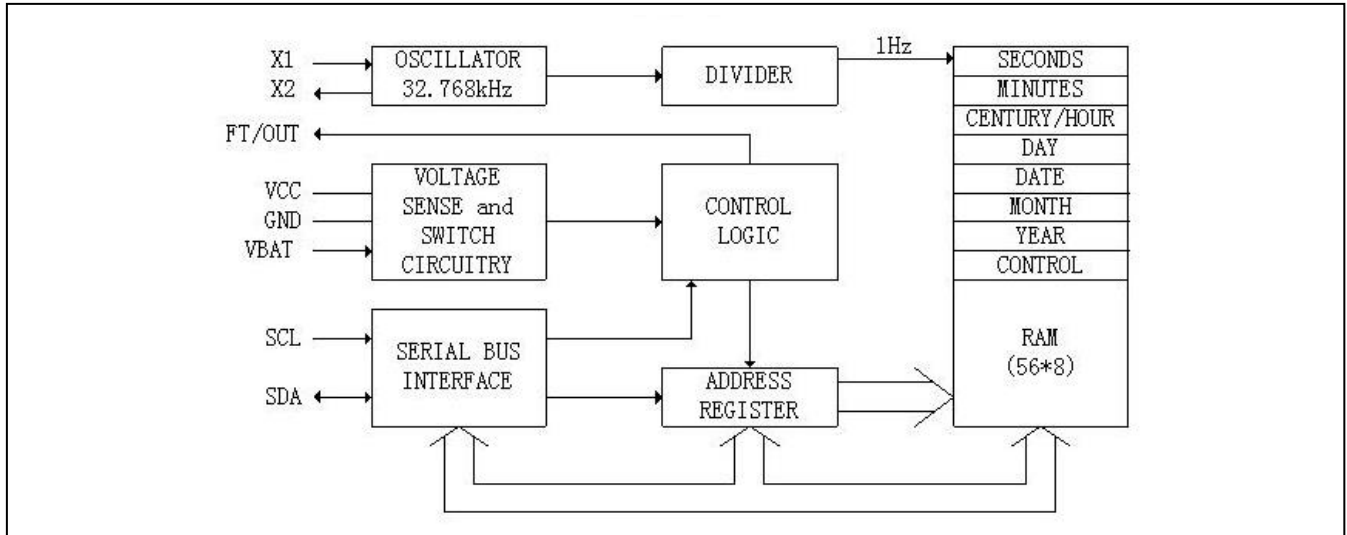 X1
X2
OSCILLATOR
32.768kHz
DIVIDER
1Hz
SECONDS
MINUTES
CENTURY/HOUR
DAY
DATE
MONTH
YEAR
CONTROL
RAM
(56*8)
FT/OUT
VCC
GND
VBAT
VOLTAGE
SENSE and
SWITCH
CIRCUITRY
CONTROL
LOGIC
SCL
SDA
SERIAL BUS
INTERFACE
ADDRESS
REGISTER